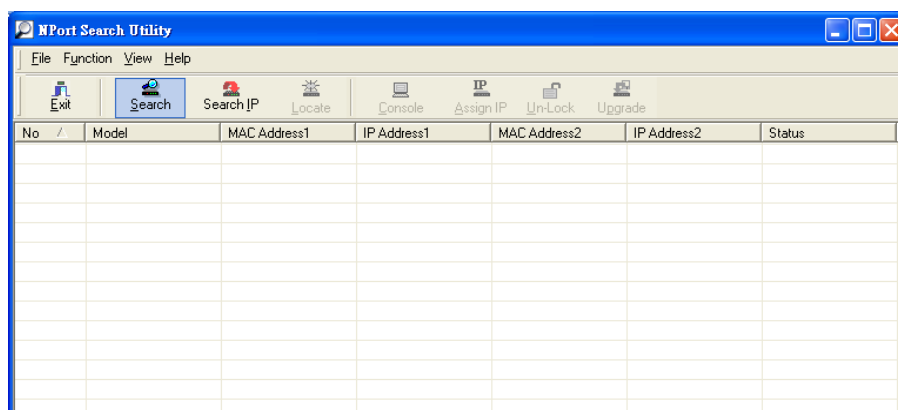 NPort Search Utility
File Function View Help
Exit Search Search IP Locate Console Assign IP Un-Lock Upgrade
No Model MAC Address1 IP Address1 MAC Address2 IP Address2 Status